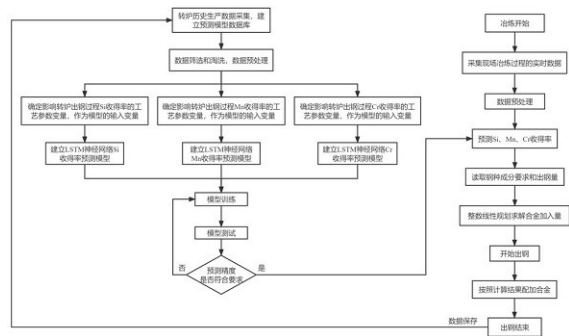 转炉历史生产数据采集，建
立预测模型数据库
数据筛选和淘洗，数据预处理
确定影响转炉出钢过程Si收得率的工
艺参数变量，作为模型的输入变量
确定影响转炉出钢过程Mn收得率的工
艺参数变量，作为模型的输入变量
确定影响转炉出钢过程Cr收得率的工
艺参数变量，作为模型的输入变量
建立LSTM神经网络Si
收得率预测模型
建立LSTM神经网络
Mn收得率预测模型
建立LSTM神经网络Cr
收得率预测模型
模型训练
模型测试
否
预测精度
是否符合要求
是
冶炼开始
采集现场冶炼过程的实时数据
数据预处理
预测Si、Mn、Cr收得率
读取钢种成分要求和出钢量
整数线性规划求解合金加入量
开始出钢
按照计算结果配加合金
数据保存
出钢结束